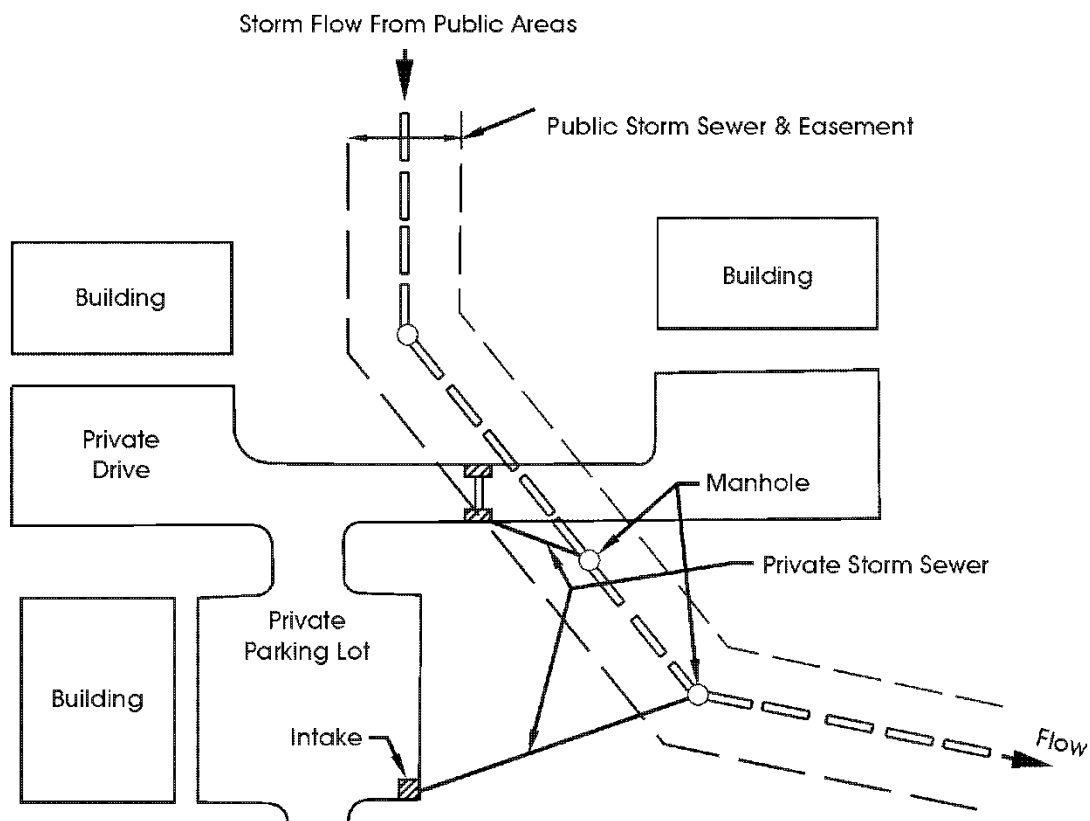 Storm Flow From Public Areas
Public Storm Sewer & Easement
Building
Building
Private
Drive
Manhole
Private Storm Sewer
Private
Parking Lot
Building
Intake
Flow